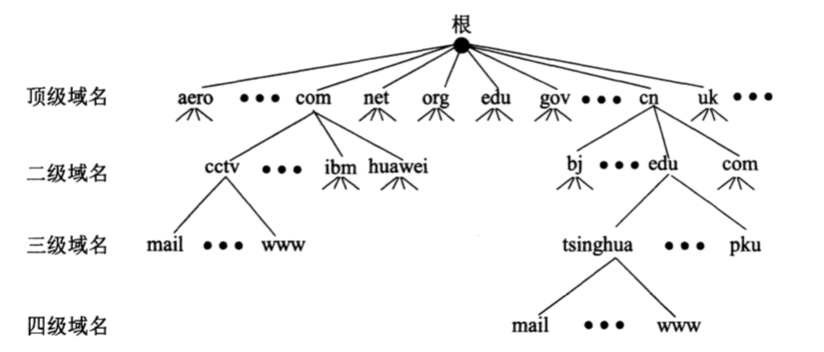 根
顶级域名 aero ••• com net org edu gov ••• cn uk •••
二级域名 cctv ••• ibm huawei bj ••• edu com
三级域名 mail ••• www tsinghua ••• pku
四级域名 mail ••• www